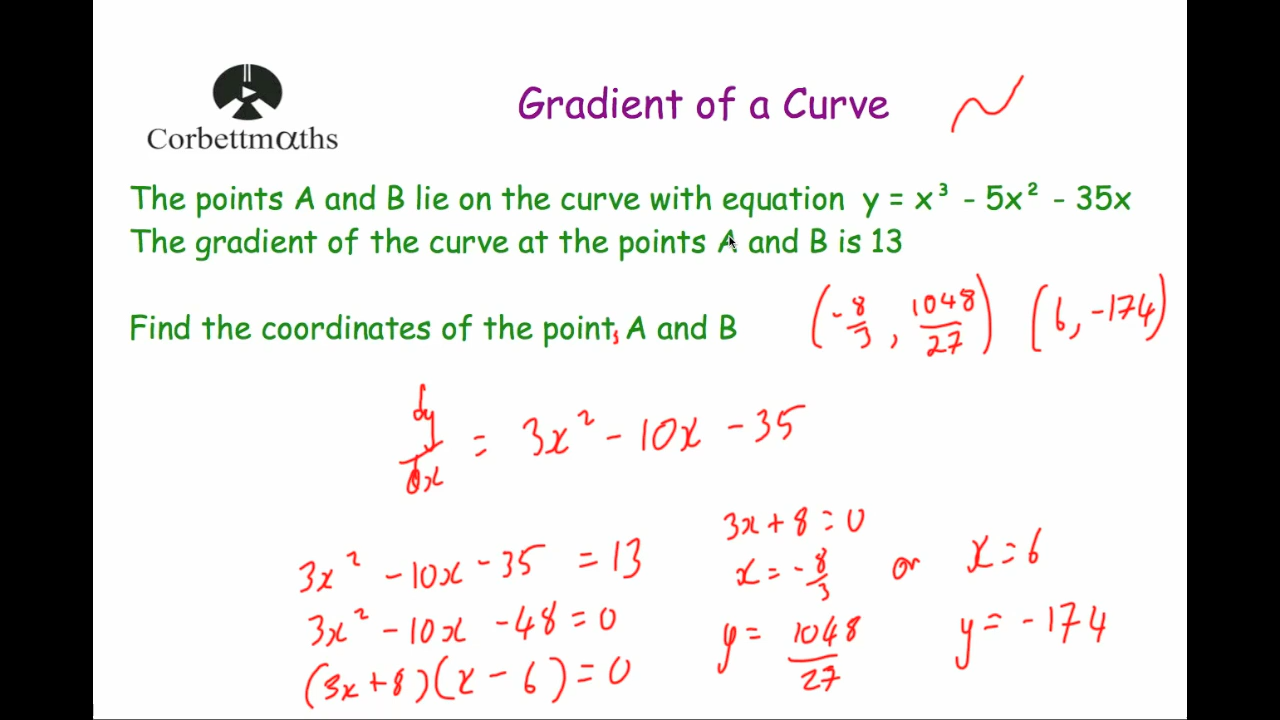 Corbettmαths
Gradient of a Curve
The points A and B lie on the curve with equation y = x³ - 5x² - 35x
The gradient of the curve at the points A and B is 13
Find the coordinates of the points A and B
(-8/3, 1048/27) (6, -174)
dy/dx = 3x² - 10x - 35
3x² - 10x - 35 = 13
3x² - 10x - 48 = 0
(3x + 8)(x - 6) = 0
3x + 8 = 0
x = -8/3 or x = 6
y = 1048/27 y = -174